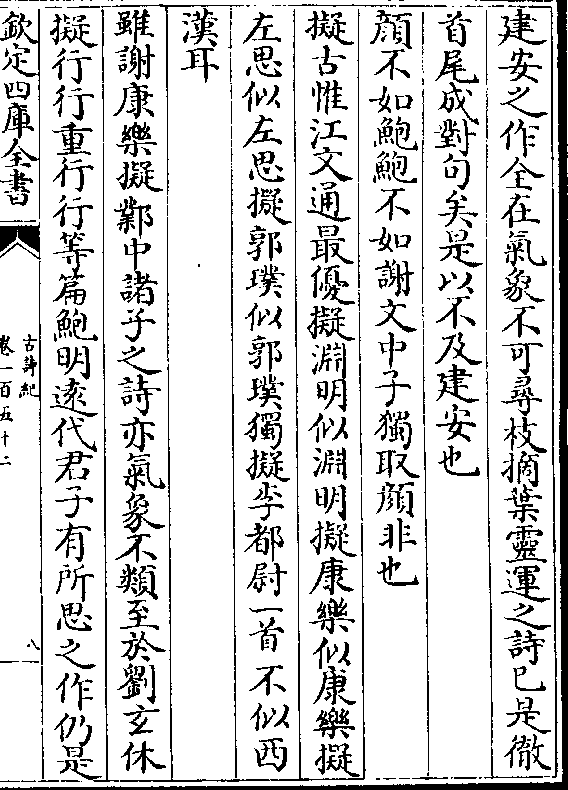 建安之作全在氣象不可尋枝摘葉靈運之詩已是徹
首尾成對句矣是以不及建安也
顔不如鮑鮑不如謝文中子獨取顔非也
擬古惟江文通最優擬淵明似淵明擬康樂似康樂擬
左思似左思擬郭璞似郭璞獨擬李都尉一首不似西
漢耳
雖謝康樂擬鄴中諸子之詩亦氣象不類至於劉玄休
擬行行重行行等篇鮑明逺代君子有所思之作仍是
欽定四庫全書
古詩紀
卷一百五十二
八